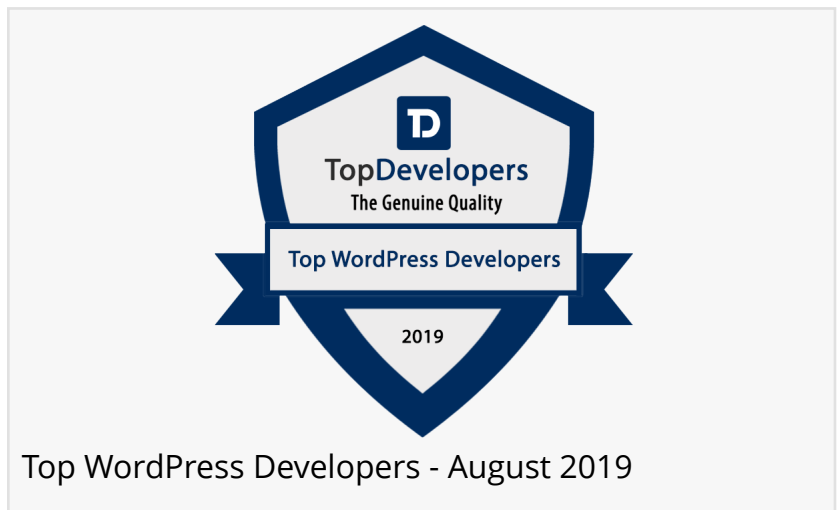 TD
TopDevelopers
The Genuine Quality
Top WordPress Developers
2019
Top WordPress Developers - August 2019